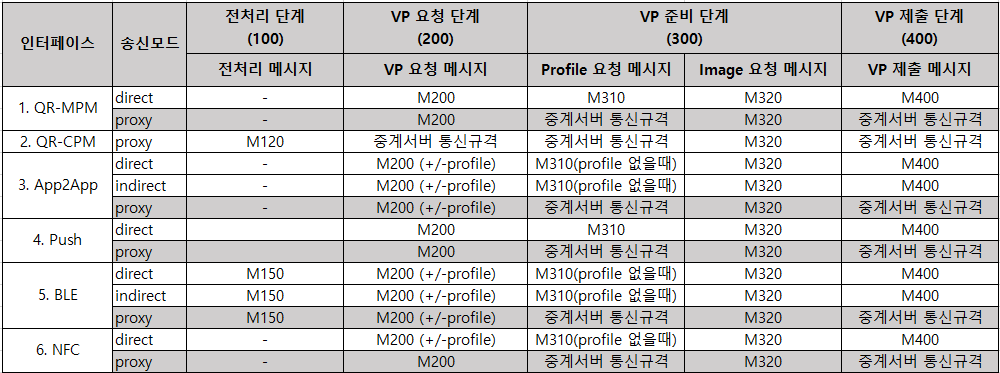 인터페이스 송신모드 전처리 단계 VP 요청 단계 VP 준비 단계 VP 제출 단계
(100) (200) (300) (400)
전처리 메시지 VP 요청 메시지 Profile 요청 메시지 Image 요청 메시지 VP 제출 메시지
1. QR-MPM direct - M200 M310 M320 M400
proxy - M200 중계서버 통신규격 M320 중계서버 통신규격
2. QR-CPM proxy M120 중계서버 통신규격 중계서버 통신규격 M320 중계서버 통신규격
3. App2App direct - M200 (+/-profile) M310(profile 없을때) M320 M400
indirect - M200 (+/-profile) M310(profile 없을때) M320 M400
proxy - M200 (+/-profile) 중계서버 통신규격 M320 중계서버 통신규격
4. Push direct M200 M310 M320 M400
proxy M200 중계서버 통신규격 M320 중계서버 통신규격
5. BLE direct M150 M200 (+/-profile) M310(profile 없을때) M320 M400
indirect M150 M200 (+/-profile) M310(profile 없을때) M320 M400
proxy M150 M200 (+/-profile) 중계서버 통신규격 M320 중계서버 통신규격
6. NFC direct - M200 (+/-profile) M310(profile 없을때) M320 M400
proxy - M200 중계서버 통신규격 M320 중계서버 통신규격